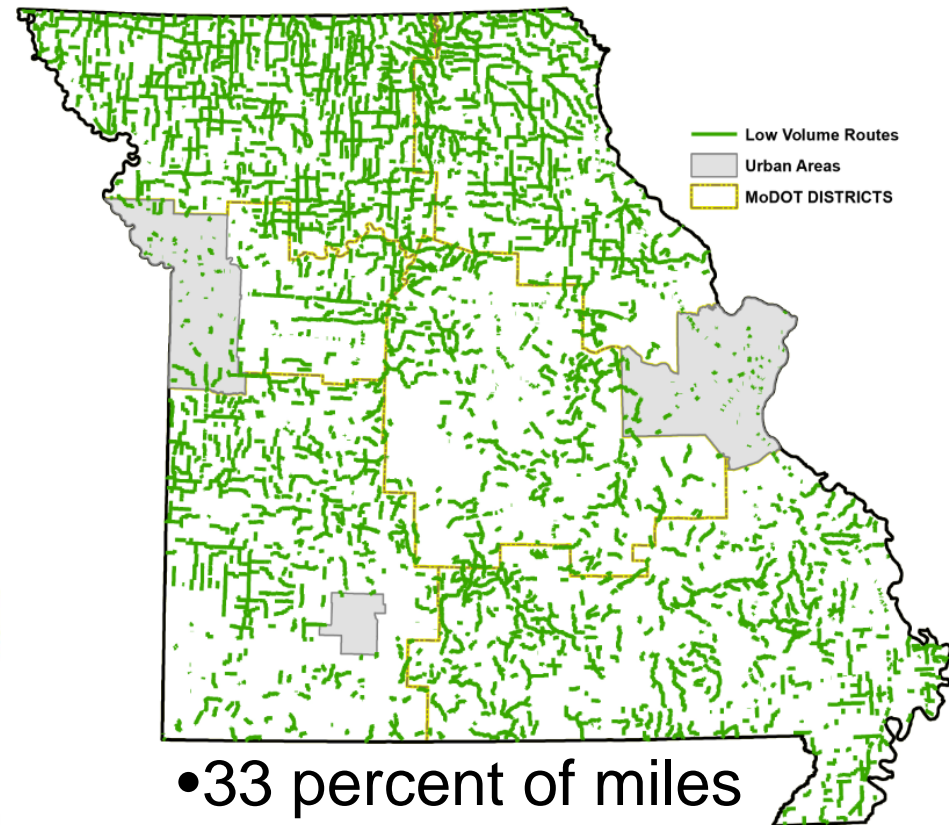 Low Volume Routes
Urban Areas
MoDOT DISTRICTS
•33 percent of miles